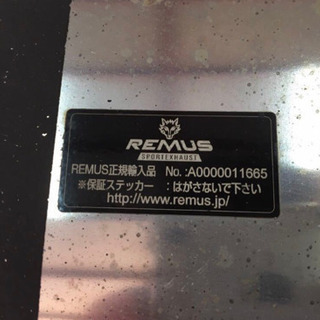 REMUS
SPORTEXHAUST
REMUS正規輸入品 No.:A0000011665
※保証ステッカー :はがさないで下さい
http://www.remus.jp/